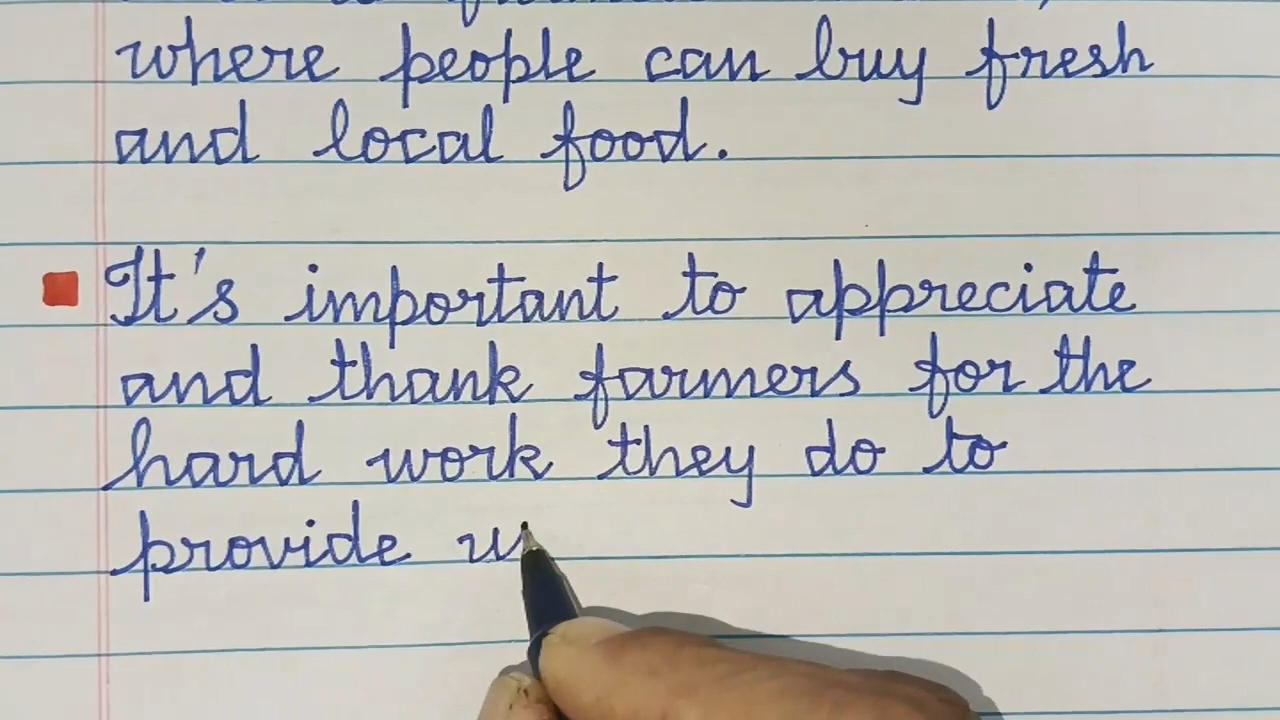 where people can buy fresh
and local food.
It's important to appreciate
and thank farmers for the
hard work they do to
provide